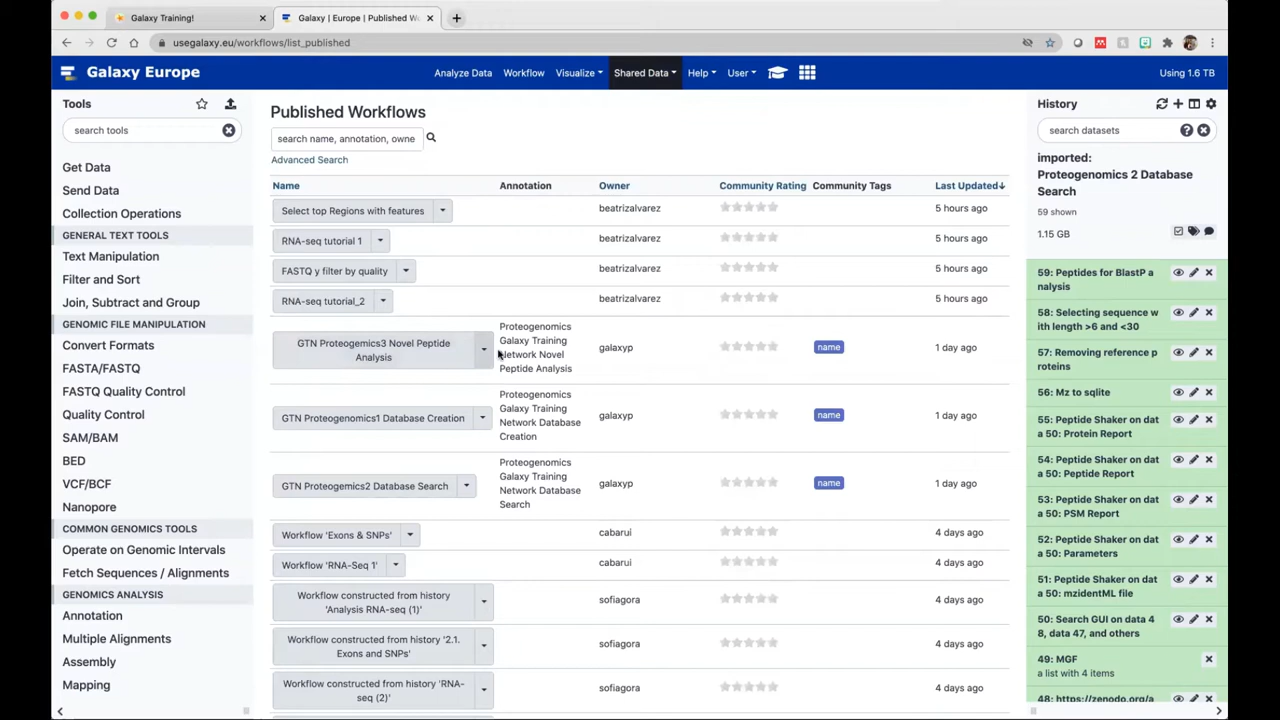 Galaxy Training!
Galaxy | Europe | Published W
usegalaxy.eu/workflows/list_published
Galaxy Europe
Analyze Data
Workflow
Visualize
Shared Data
Help
User
Using 1.6 TB
Tools
search tools
Get Data
Send Data
Collection Operations
GENERAL TEXT TOOLS
Text Manipulation
Filter and Sort
Join, Subtract and Group
GENOMIC FILE MANIPULATION
Convert Formats
FASTA/FASTQ
FASTQ Quality Control
Quality Control
SAM/BAM
BED
VCF/BCF
Nanopore
COMMON GENOMICS TOOLS
Operate on Genomic Intervals
Fetch Sequences / Alignments
GENOMICS ANALYSIS
Annotation
Multiple Alignments
Assembly
Mapping
Published Workflows
search name, annotation, owne
Advanced Search
Name
Annotation
Owner
Community Rating
Community Tags
Last Updated↓
Select top Regions with features
beatrizalvarez
5 hours ago
RNA-seq tutorial 1
beatrizalvarez
5 hours ago
FASTQ y filter by quality
beatrizalvarez
5 hours ago
RNA-seq tutorial_2
beatrizalvarez
5 hours ago
GTN Proteogemics3 Novel Peptide
Analysis
Proteogenomics
Galaxy Training
Network Novel
Peptide Analysis
galaxyp
name
1 day ago
GTN Proteogenomics1 Database Creation
Proteogenomics
Galaxy Training
Network Database
Creation
galaxyp
name
1 day ago
GTN Proteogemics2 Database Search
Proteogenomics
Galaxy Training
Network Database
Search
galaxyp
name
1 day ago
Workflow 'Exons & SNPs'
cabarui
4 days ago
Workflow 'RNA-Seq 1'
cabarui
4 days ago
Workflow constructed from history
'Analysis RNA-seq (1)'
sofiagora
4 days ago
Workflow constructed from history '2.1.
Exons and SNPs'
sofiagora
4 days ago
Workflow constructed from history 'RNA-
seq (2)'
sofiagora
4 days ago
History
search datasets
imported:
Proteogenomics 2 Database
Search
59 shown
1.15 GB
59: Peptides for BlastP a
nalysis
58: Selecting sequence w
ith length >6 and <30
57: Removing reference p
roteins
56: Mz to sqlite
55: Peptide Shaker on dat
a 50: Protein Report
54: Peptide Shaker on dat
a 50: Peptide Report
53: Peptide Shaker on dat
a 50: PSM Report
52: Peptide Shaker on dat
a 50: Parameters
51: Peptide Shaker on dat
a 50: mzidentML file
50: Search GUI on data 4
8, data 47, and others
49: MGF
a list with 4 items
48: https://zenodo.org/a